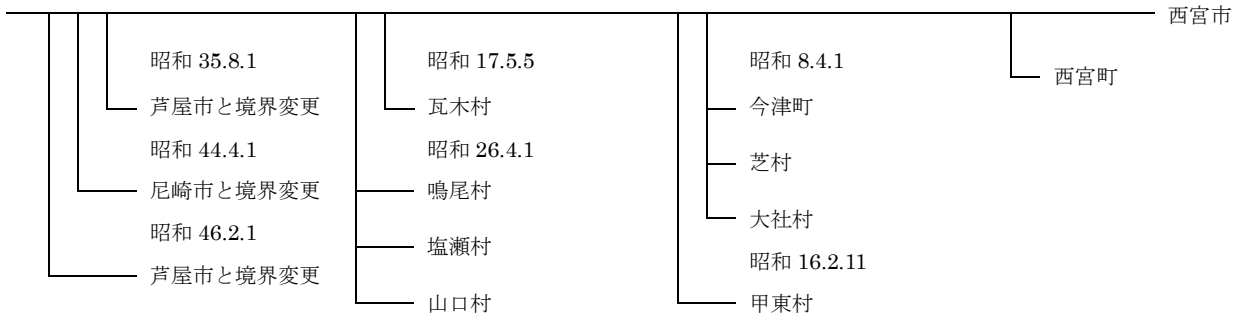 西宮市
西宮町
昭和 8.4.1
今津町
芝村
大社村
昭和 16.2.11
甲東村
昭和 17.5.5
瓦木村
昭和 26.4.1
鳴尾村
塩瀬村
山口村
昭和 35.8.1
芦屋市と境界変更
昭和 44.4.1
尼崎市と境界変更
昭和 46.2.1
芦屋市と境界変更